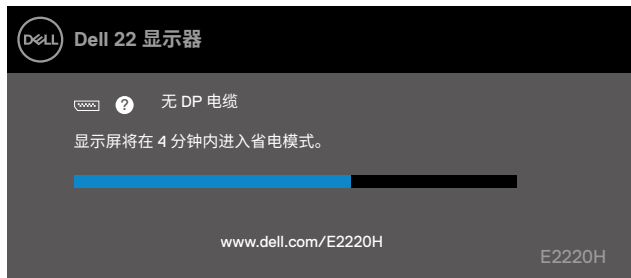 DELL Dell 22 显示器
? 无 DP 电缆
显示屏将在 4 分钟内进入省电模式。
www.dell.com/E2220H
E2220H